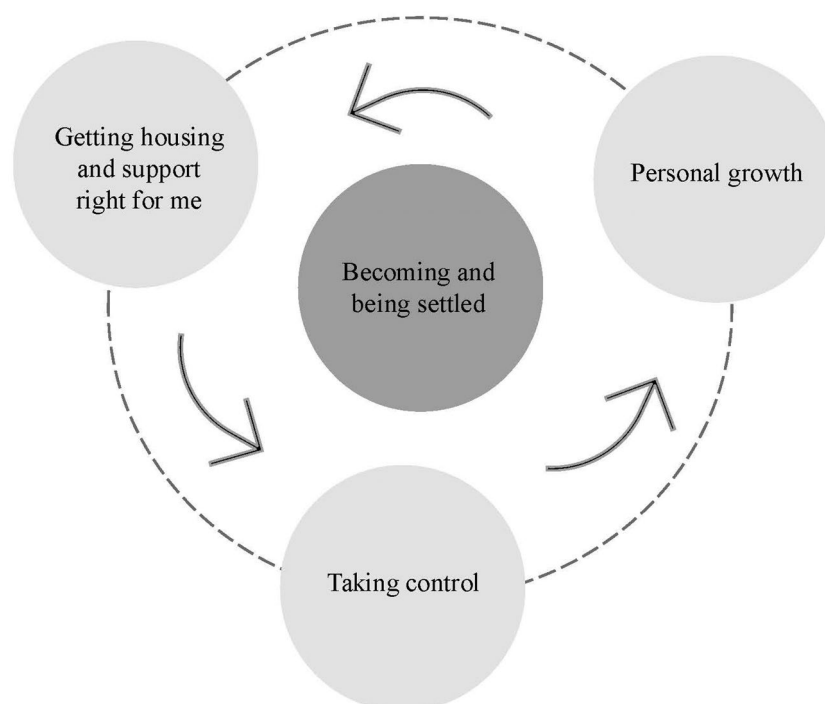 Getting housing
and support
right for me
Personal growth
Becoming and
being settled
Taking control